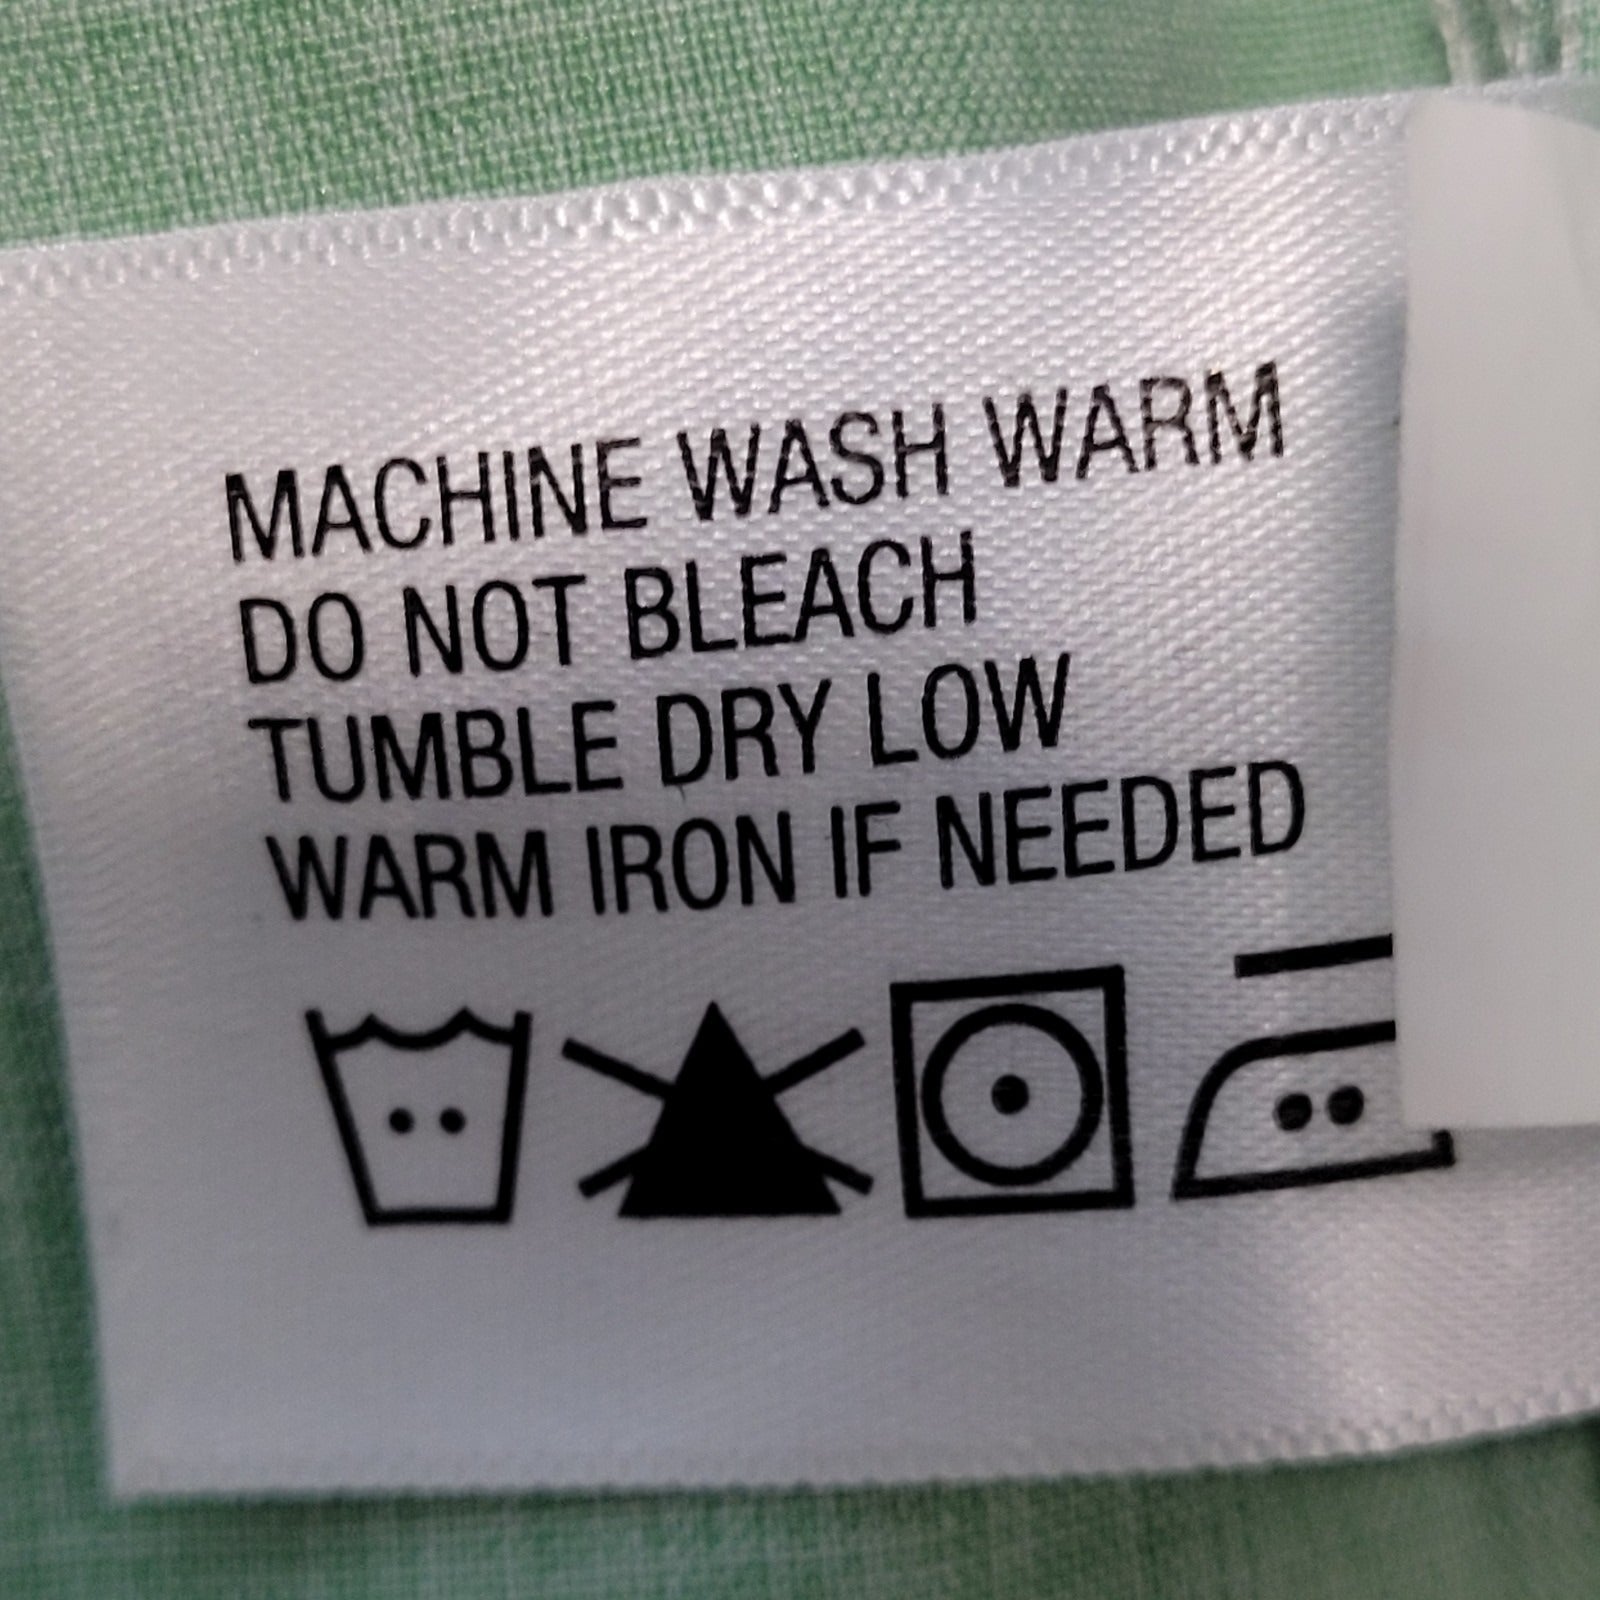 MACHINE WASH WARM
DO NOT BLEACH
TUMBLE DRY LOW
WARM IRON IF NEEDED